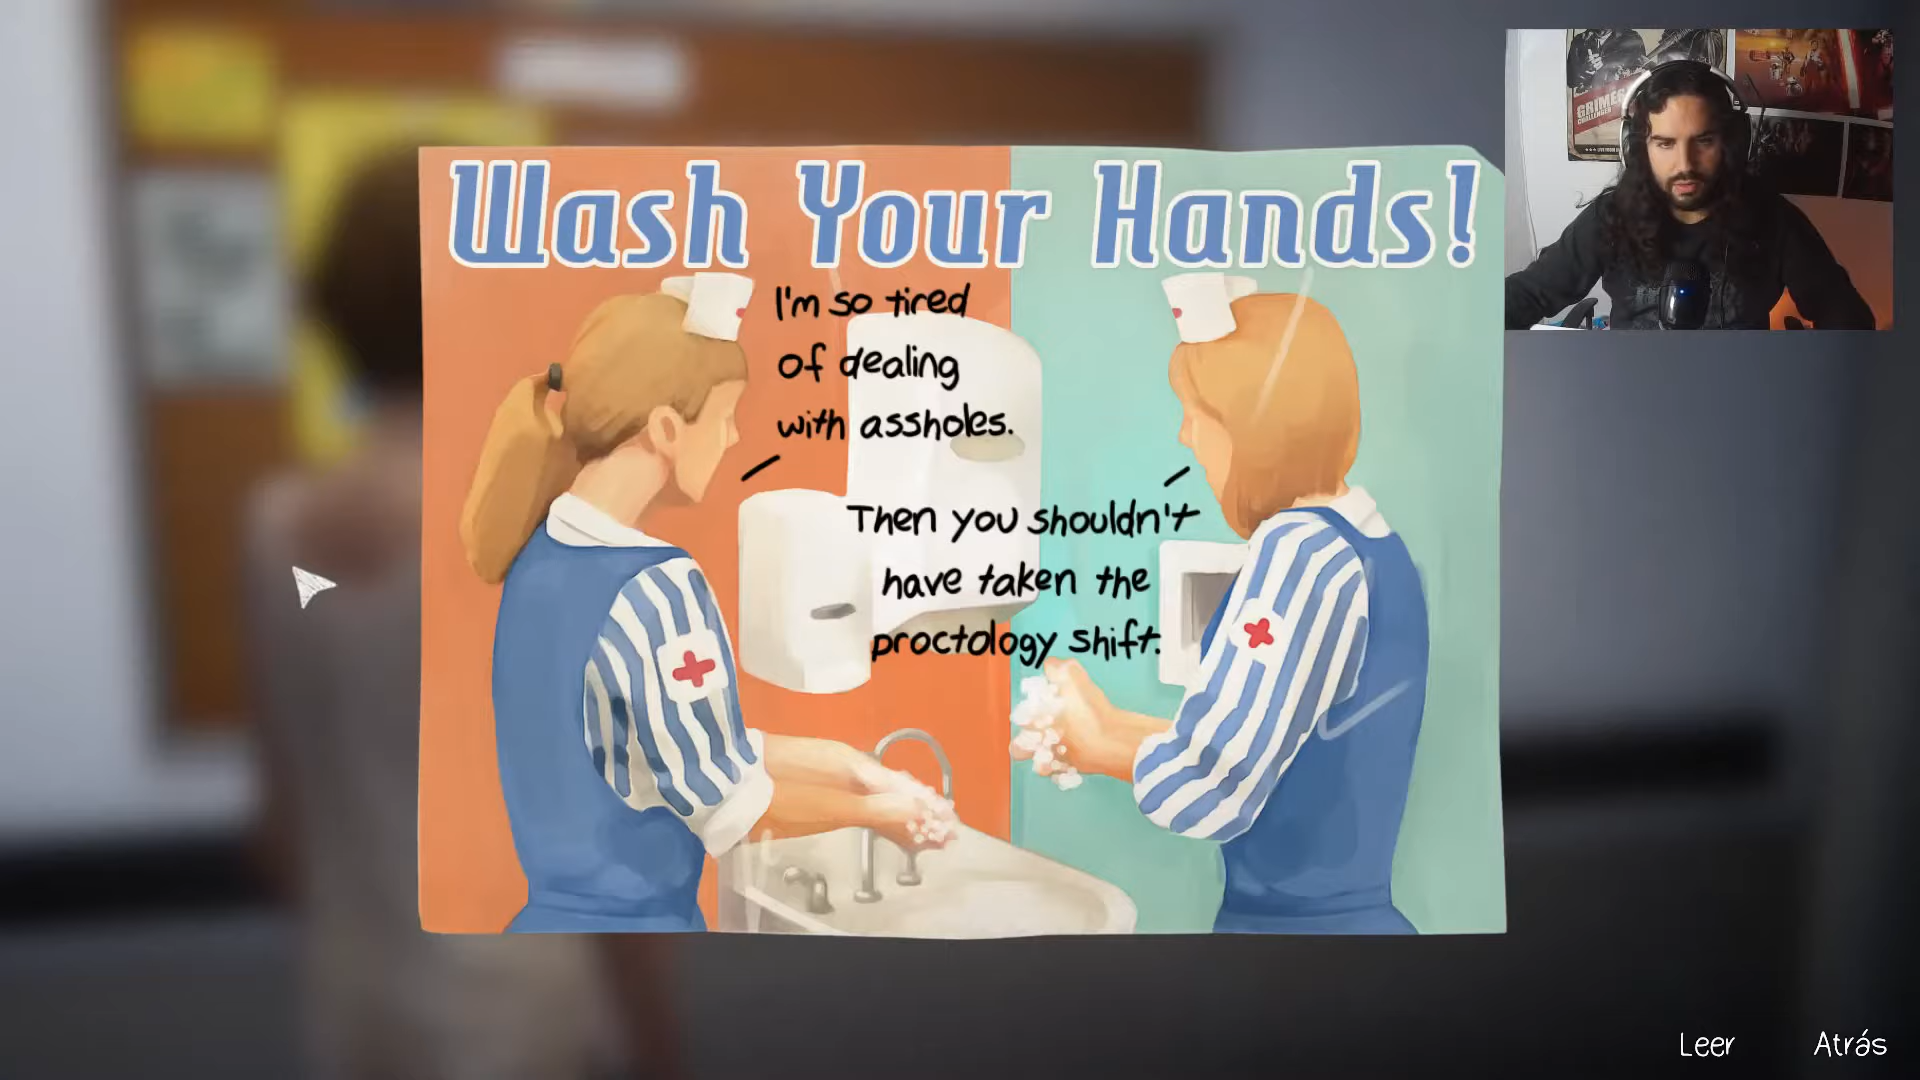 Wash Your Hands!
I'm so tired
of dealing
with assholes.
Then you shouldn't
have taken the
proctology shift.
GRIMES
Leer
Atrás